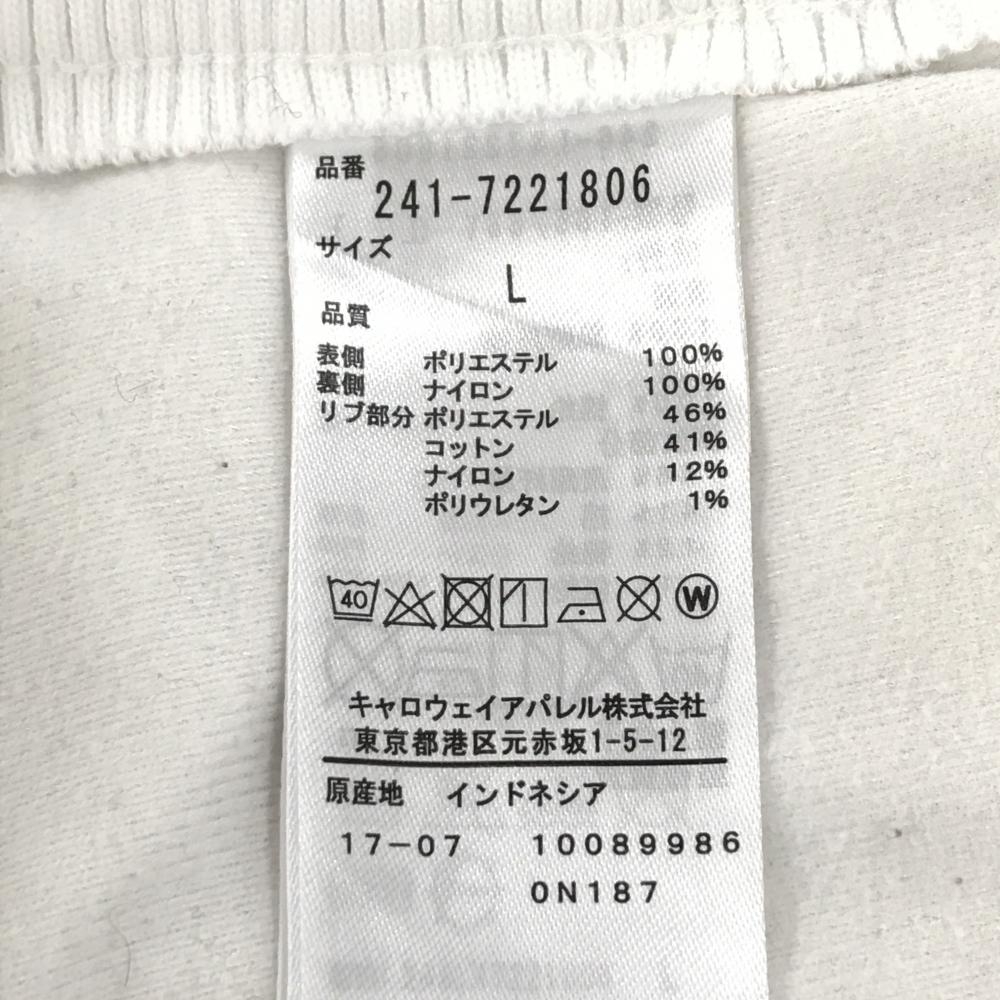 品番 241-7221806
サイズ
L
品質
表側 ポリエステル 100%
裏側 ナイロン 100%
リブ部分 ポリエステル 46%
コットン 41%
ナイロン 12%
ポリウレタン 1%
40 W
キャロウェイアパレル株式会社
東京都港区元赤坂1-5-12
原産地 インドネシア
17-07 10089986
0N187